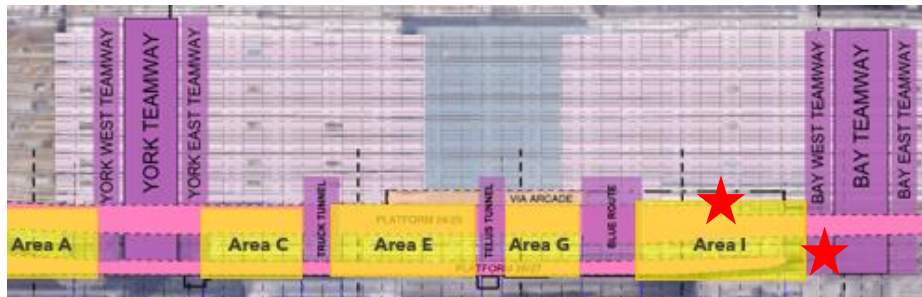 YORK WEST TEAMWAY
YORK TEAMWAY
YORK EAST TEAMWAY
BAY WEST TEAMWAY
BAY TEAMWAY
BAY EAST TEAMWAY
TRUCK TUNNEL
TELUS TUNNEL
VIA ARCADE
BLUE ROUTE
PLATFORM 24/25
Area A
Area C
Area E
Area G
Area I
PLATFORM 26/27